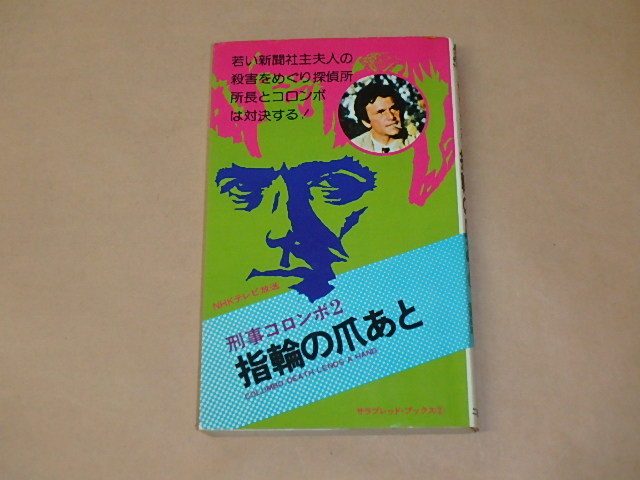 若い新聞社主夫人の
殺害をめぐり探偵所
所長とコロンボ
は対決する!
NHKテレビ放送
刑事コロンボ2
指輪の爪あと
COLUMBO DEATH LENDS A HAND
サラブレッド・ブックス2